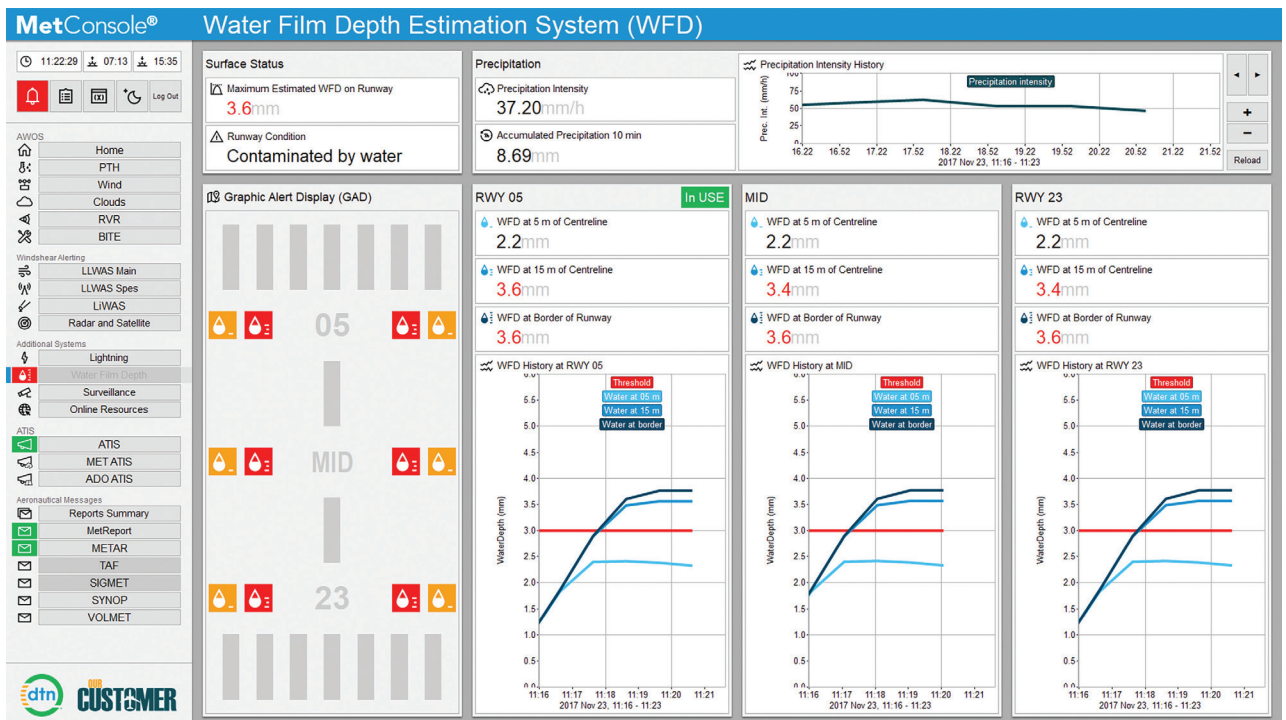 MetConsole®
Water Film Depth Estimation System (WFD)
11:22:29
07:13
15:35
Log Out
AWOS
Home
PTH
Wind
Clouds
RVR
BITE
Windshear Alerting
LLWAS Main
LLWAS Spes
LiWAS
Radar and Satellite
Additional Systems
Lightning
Water Film Depth
Surveillance
Online Resources
ATIS
ATIS
MET ATIS
ADO ATIS
Aeronautical Messages
Reports Summary
MetReport
METAR
TAF
SIGMET
SYNOP
VOLMET
dtn
OUR
CUSTOMER
Surface Status
Maximum Estimated WFD on Runway
3.6mm
Runway Condition
Contaminated by water
Precipitation
Precipitation Intensity
37.20mm/h
Accumulated Precipitation 10 min
8.69mm
Precipitation Intensity History
Precipitation intensity
Prec. Int. (mm/h)
100
75
50
25
16.22 16.52 17.22 17.52 18.22 18.52 19.22 19.52 20.22 20.52 21.22 21.52
2017 Nov 23, 11:16 - 11:23
+
−
Reload
Graphic Alert Display (GAD)
05
MID
23
RWY 05
In USE
WFD at 5 m of Centreline
2.2mm
WFD at 15 m of Centreline
3.6mm
WFD at Border of Runway
3.6mm
WFD History at RWY 05
Threshold
Water at 05 m
Water at 15 m
Water at border
WaterDepth (mm)
6.0
5.5
5.0
4.5
4.0
3.5
3.0
2.5
2.0
1.5
1.0
0.5
0.0
11:16 11:17 11:18 11:19 11:20 11:21
2017 Nov 23, 11:16 - 11:23
MID
WFD at 5 m of Centreline
2.2mm
WFD at 15 m of Centreline
3.4mm
WFD at Border of Runway
3.6mm
WFD History at MID
Threshold
Water at 05 m
Water at 15 m
Water at border
WaterDepth (mm)
6.0
5.5
5.0
4.5
4.0
3.5
3.0
2.5
2.0
1.5
1.0
0.5
0.0
11:16 11:17 11:18 11:19 11:20 11:21
2017 Nov 23, 11:16 - 11:23
RWY 23
WFD at 5 m of Centreline
2.2mm
WFD at 15 m of Centreline
3.4mm
WFD at Border of Runway
3.6mm
WFD History at RWY 23
Threshold
Water at 05 m
Water at 15 m
Water at border
WaterDepth (mm)
6.0
5.5
5.0
4.5
4.0
3.5
3.0
2.5
2.0
1.5
1.0
0.5
0.0
11:16 11:17 11:18 11:19 11:20 11:21
2017 Nov 23, 11:16 - 11:23